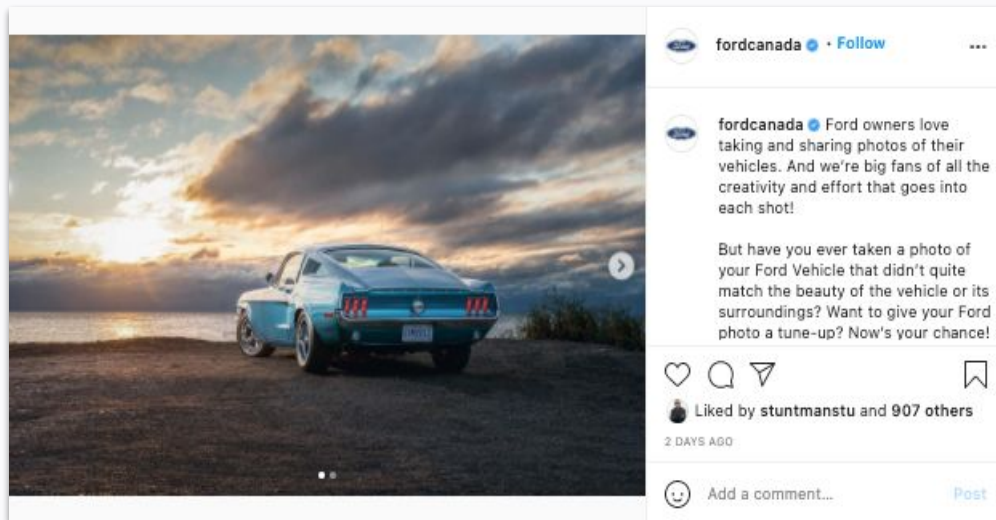 fordcanada • Follow
fordcanada Ford owners love
taking and sharing photos of their
vehicles. And we're big fans of all the
creativity and effort that goes into
each shot!
But have you ever taken a photo of
your Ford Vehicle that didn't quite
match the beauty of the vehicle or its
surroundings? Want to give your Ford
photo a tune-up? Now's your chance!
Liked by stuntmanstu and 907 others
2 DAYS AGO
Add a comment...
Post